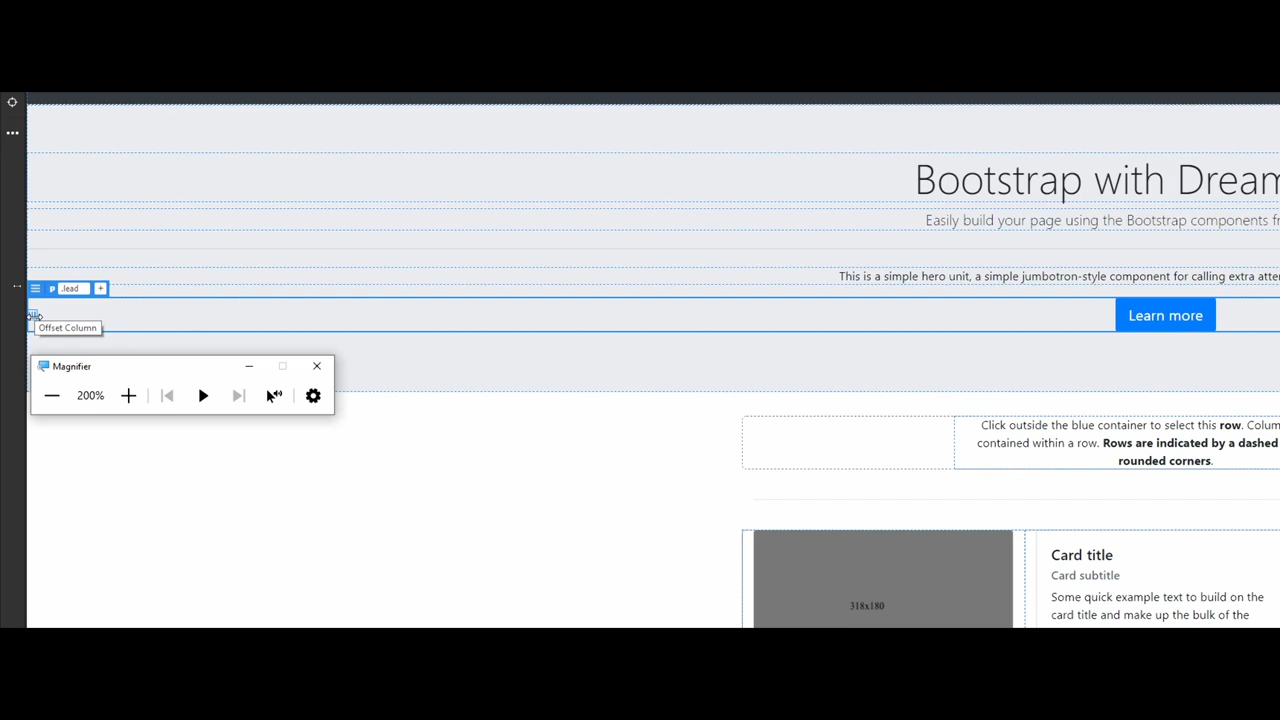 Bootstrap with Dream
Easily build your page using the Bootstrap components f
This is a simple hero unit, a simple jumbotron-style component for calling extra atte
p .lead +
Learn more
Offset Column
Magnifier
200%
Click outside the blue container to select this row. Colum
contained within a row. Rows are indicated by a dashed
rounded corners.
318x180
Card title
Card subtitle
Some quick example text to build on the
card title and make up the bulk of the